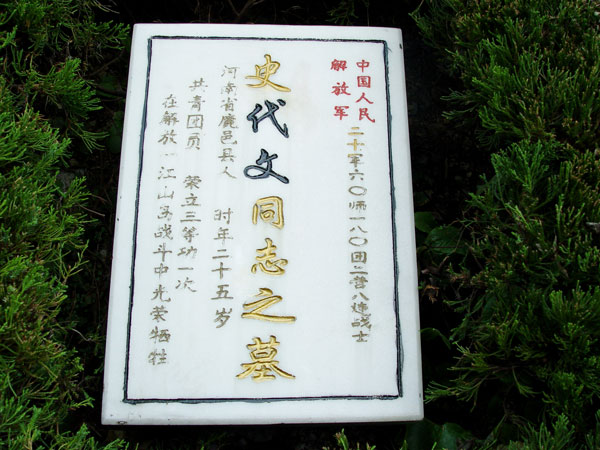 中国人民
解放军
二十军六〇师一八〇团二营八连战士
史代文同志之墓
河南省鹿邑县人 时年二十五岁
共青团员 荣立三等功一次
在解放一江山岛战斗中光荣牺牲